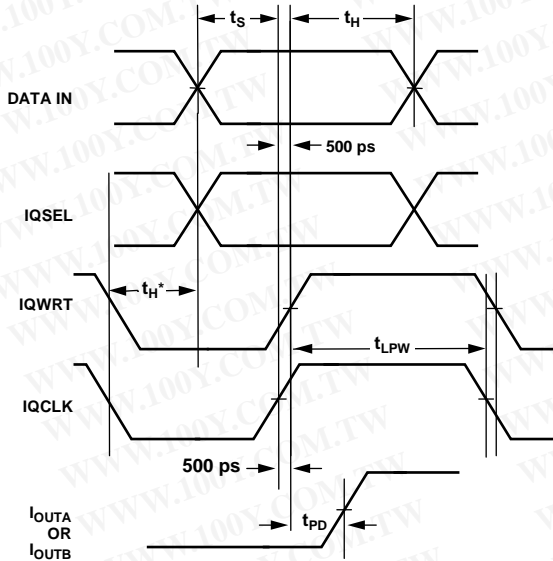 tS
tH
DATA IN
500 ps
IQSEL
tH*
IQWRT
tLPW
IQCLK
500 ps
tPD
IOUTA
OR
IOUTB
WWW.100Y.COM.TW